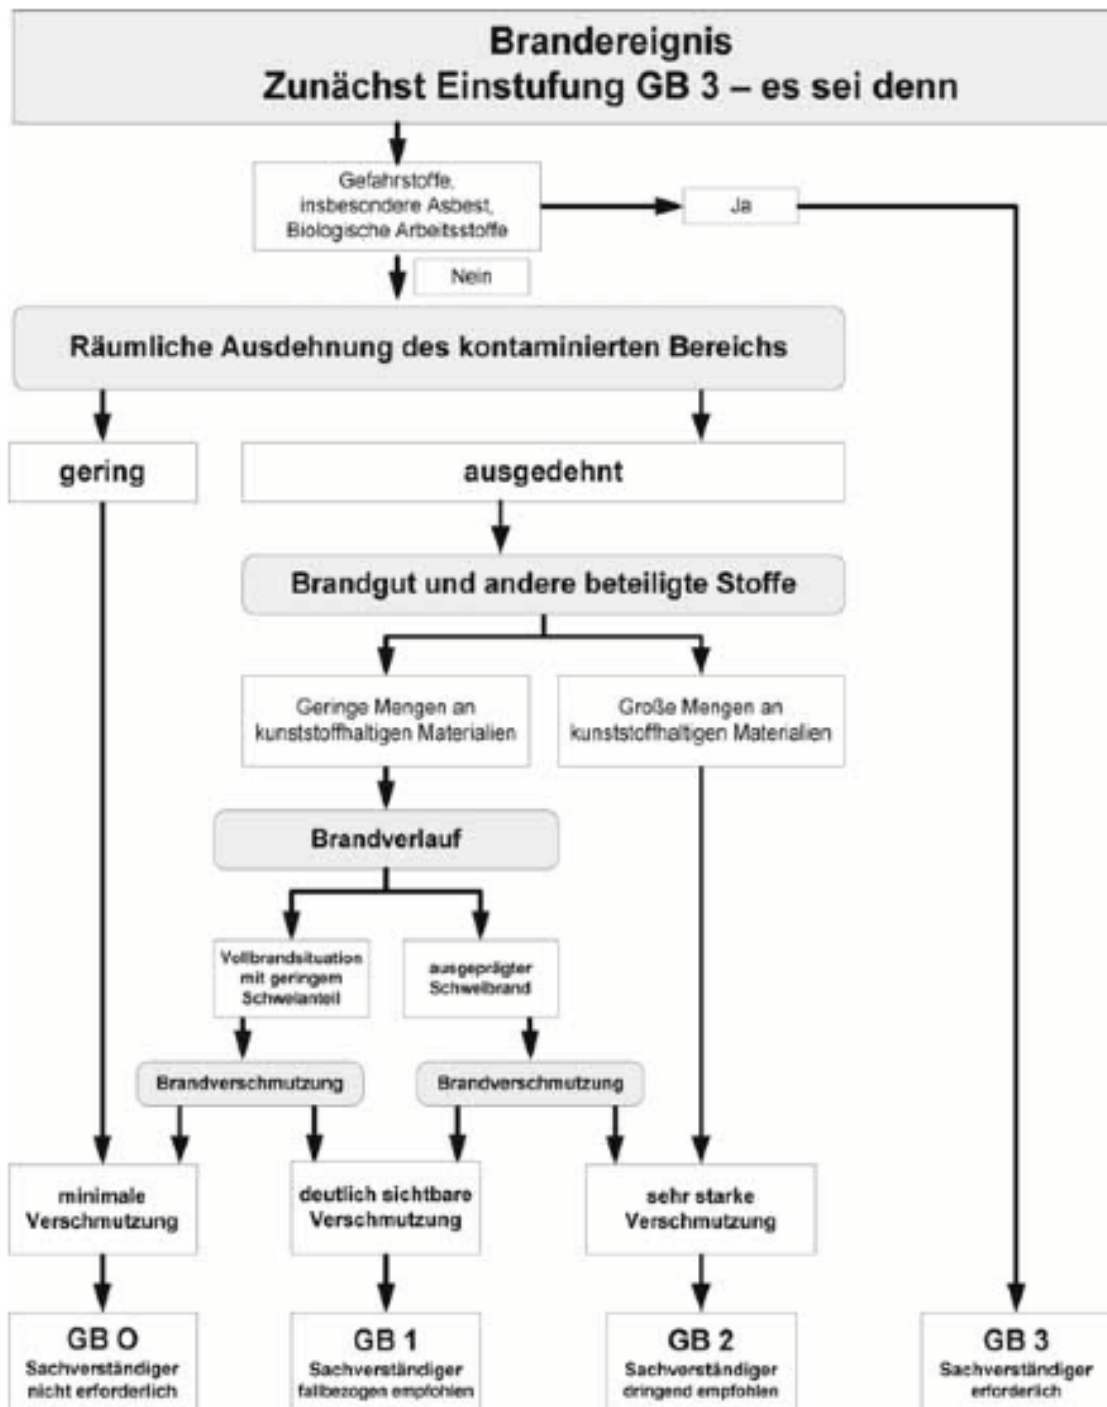 Brandereignis
Zunächst Einstufung GB 3 – es sei denn
Gefahrstoffe,
insbesondere Asbest,
Biologische Arbeitsstoffe
Ja
Nein
Räumliche Ausdehnung des kontaminierten Bereichs
gering
ausgedehnt
Brandgut und andere beteiligte Stoffe
Geringe Mengen an
kunststoffhaltigen Materialien
Große Mengen an
kunststoffhaltigen Materialien
Brandverlauf
Vollbrandsituation
mit geringem
Schwelanteil
ausgeprägter
Schwelbrand
Brandverschmutzung
Brandverschmutzung
minimale
Verschmutzung
deutlich sichtbare
Verschmutzung
sehr starke
Verschmutzung
GB O
Sachverständiger
nicht erforderlich
GB 1
Sachverständiger
fallbezogen empfohlen
GB 2
Sachverständiger
dringend empfohlen
GB 3
Sachverständiger
erforderlich